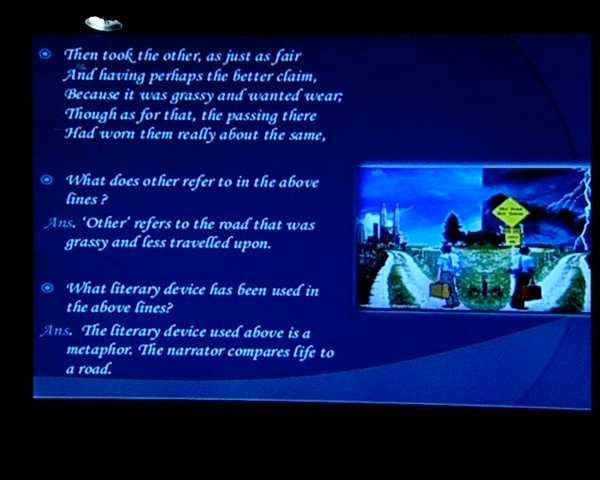 Then took the other, as just as fair
And having perhaps the better claim,
Because it was grassy and wanted wear;
Though as for that, the passing there
Had worn them really about the same,
What does other refer to in the above
lines ?
Ans. ‘Other’ refers to the road that was
grassy and less travelled upon.
What literary device has been used in
the above lines?
Ans. The literary device used above is a
metaphor. The narrator compares life to
a road.
The Road
Not Taken